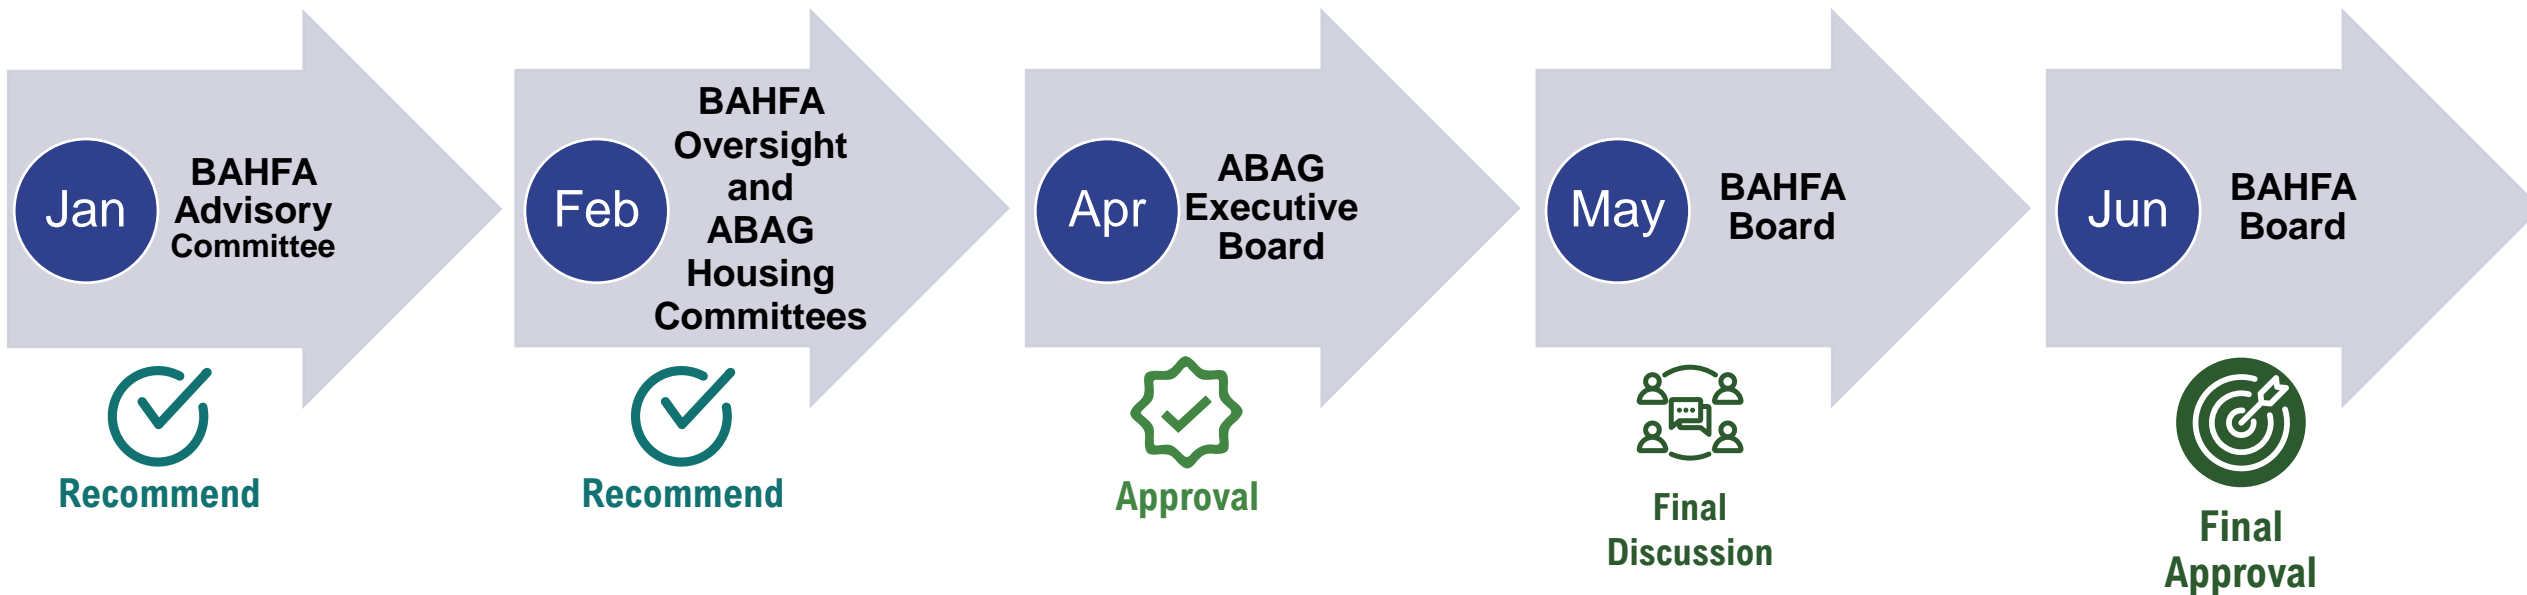 Jan
BAHFA
Advisory
Committee
Recommend
Feb
BAHFA
Oversight
and
ABAG
Housing
Committees
Recommend
Apr
ABAG
Executive
Board
Approval
May
BAHFA
Board
Final
Discussion
Jun
BAHFA
Board
Final
Approval